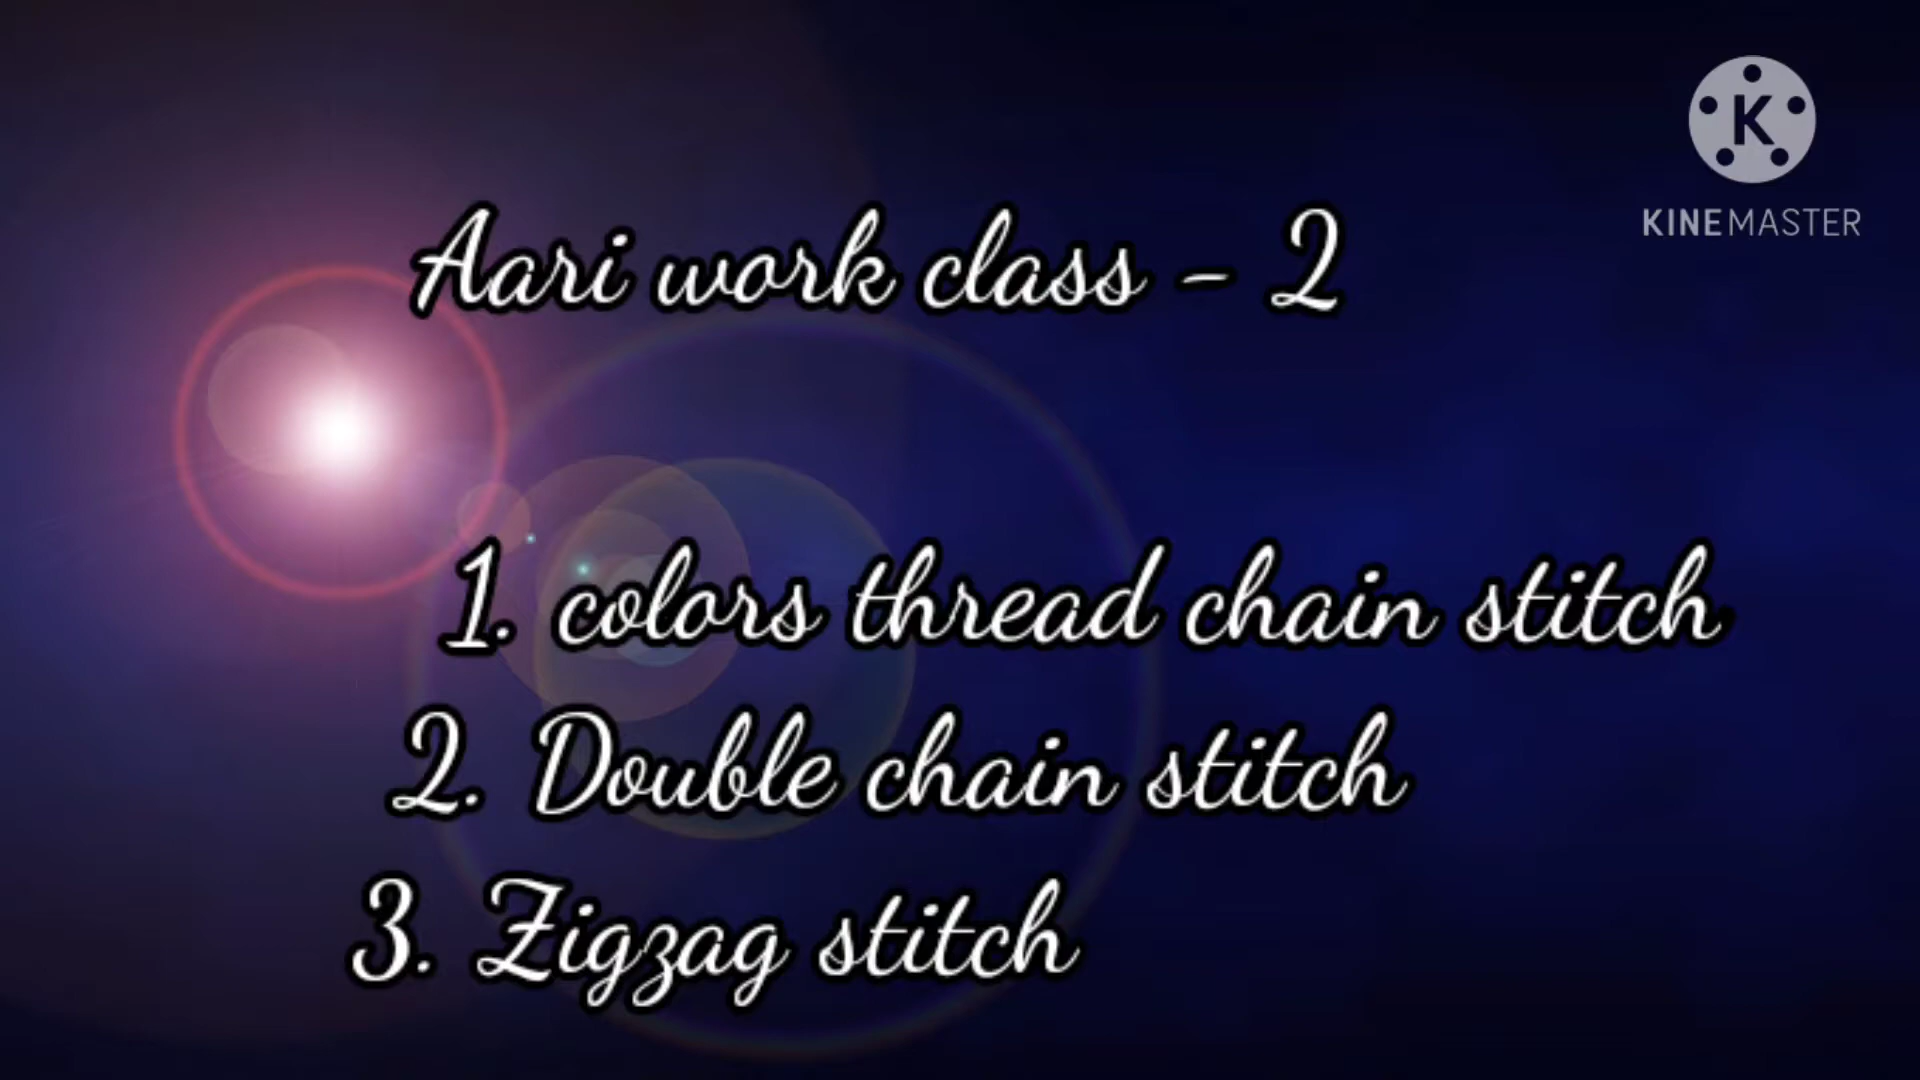 K
KINEMASTER
Aari work class - 2
1. colors thread chain stitch
2. Double chain stitch
3. Zigzag stitch